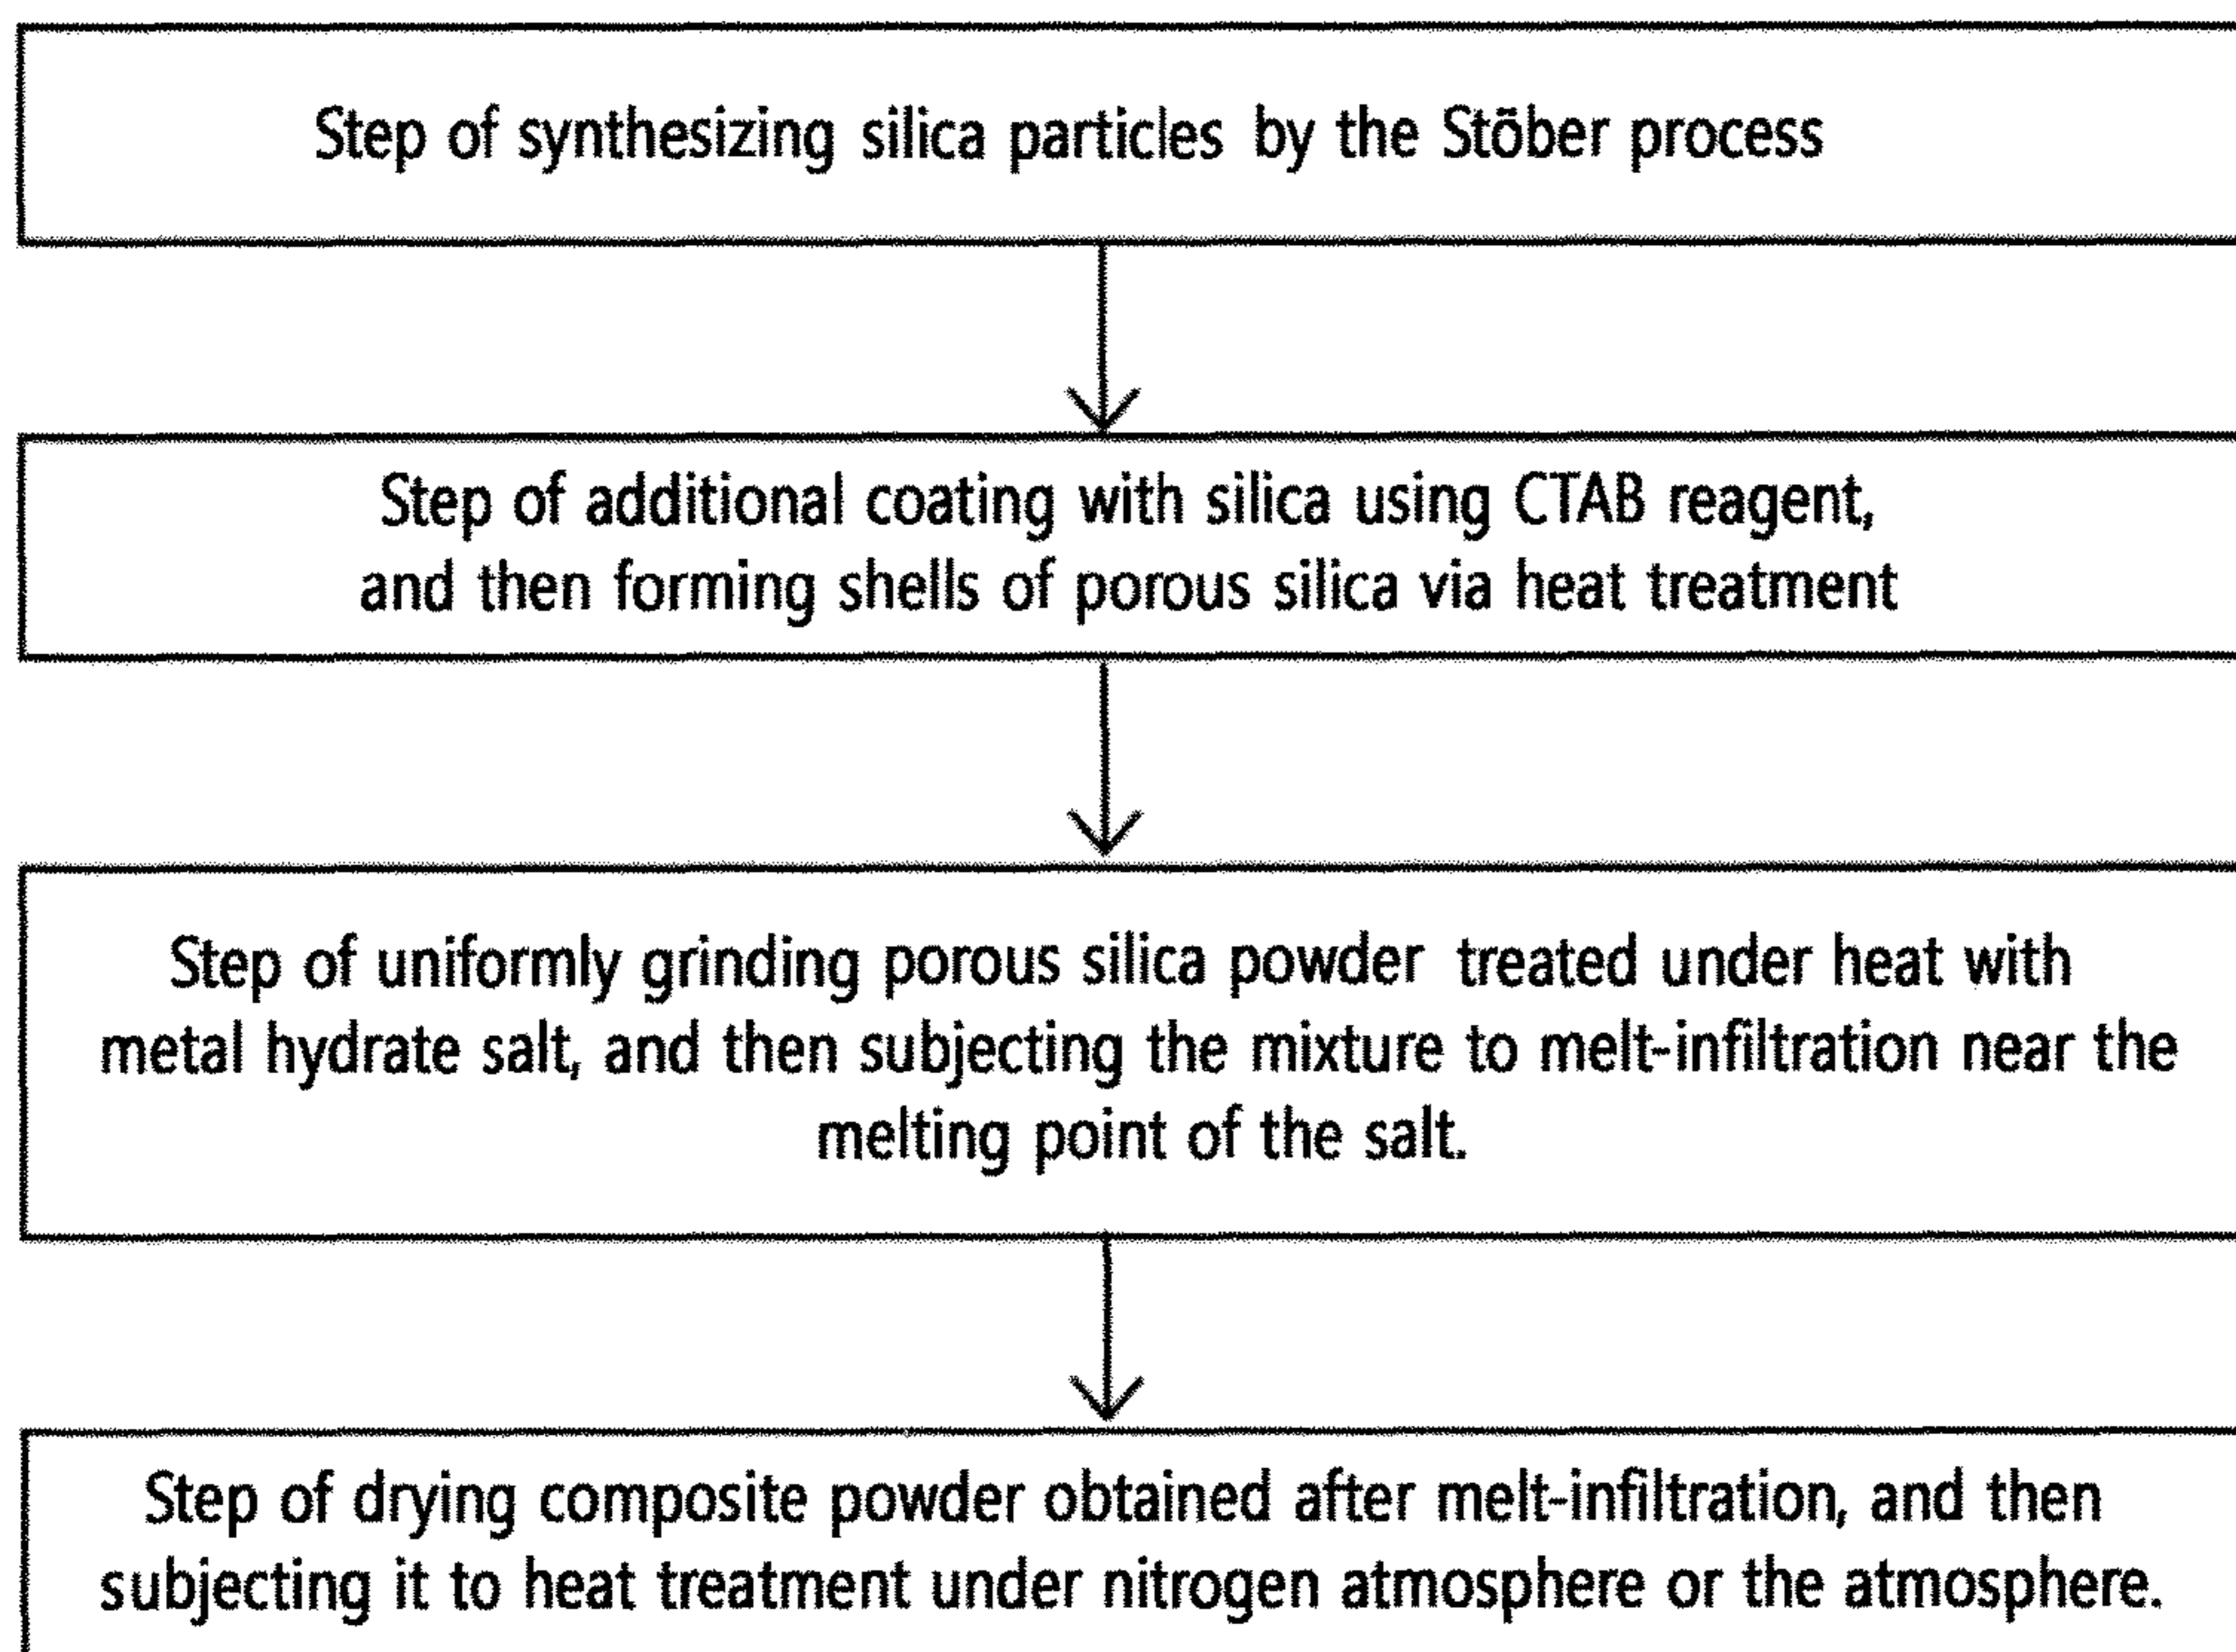 Step of synthesizing silica particles by the Stöber process
Step of additional coating with silica using CTAB reagent,
and then forming shells of porous silica via heat treatment
Step of uniformly grinding porous silica powder treated under heat with
metal hydrate salt, and then subjecting the mixture to melt-infiltration near the
melting point of the salt.
Step of drying composite powder obtained after melt-infiltration, and then
subjecting it to heat treatment under nitrogen atmosphere or the atmosphere.